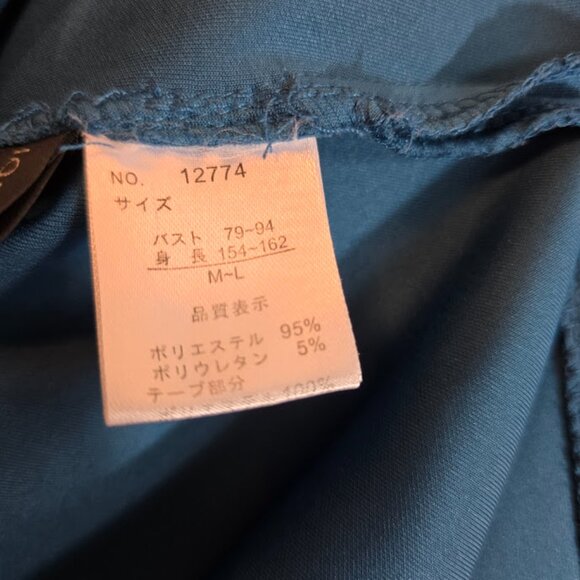 NO. 12774
サイズ
バスト 79~94
身長 154~162
M~L
品質表示
ポリエステル 95%
ポリウレタン 5%
テープ部分
100%